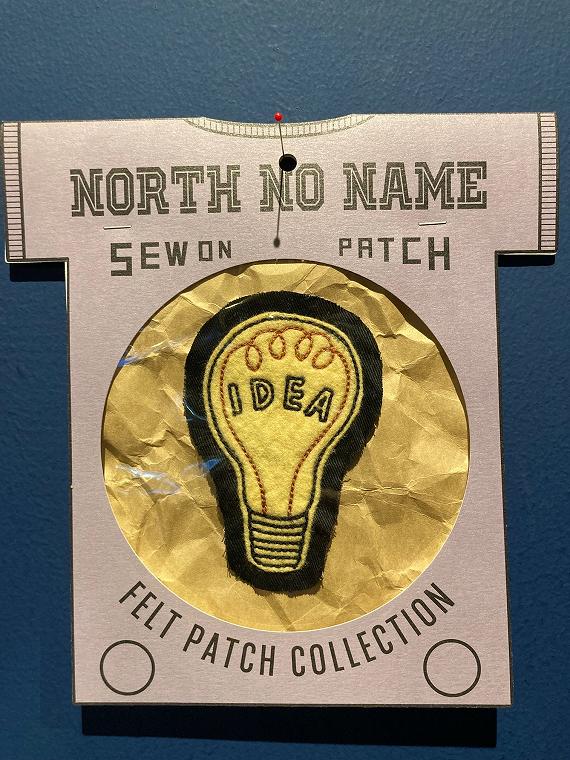 NORTH NO NAME
SEW ON PATCH
IDEA
FELT PATCH COLLECTION